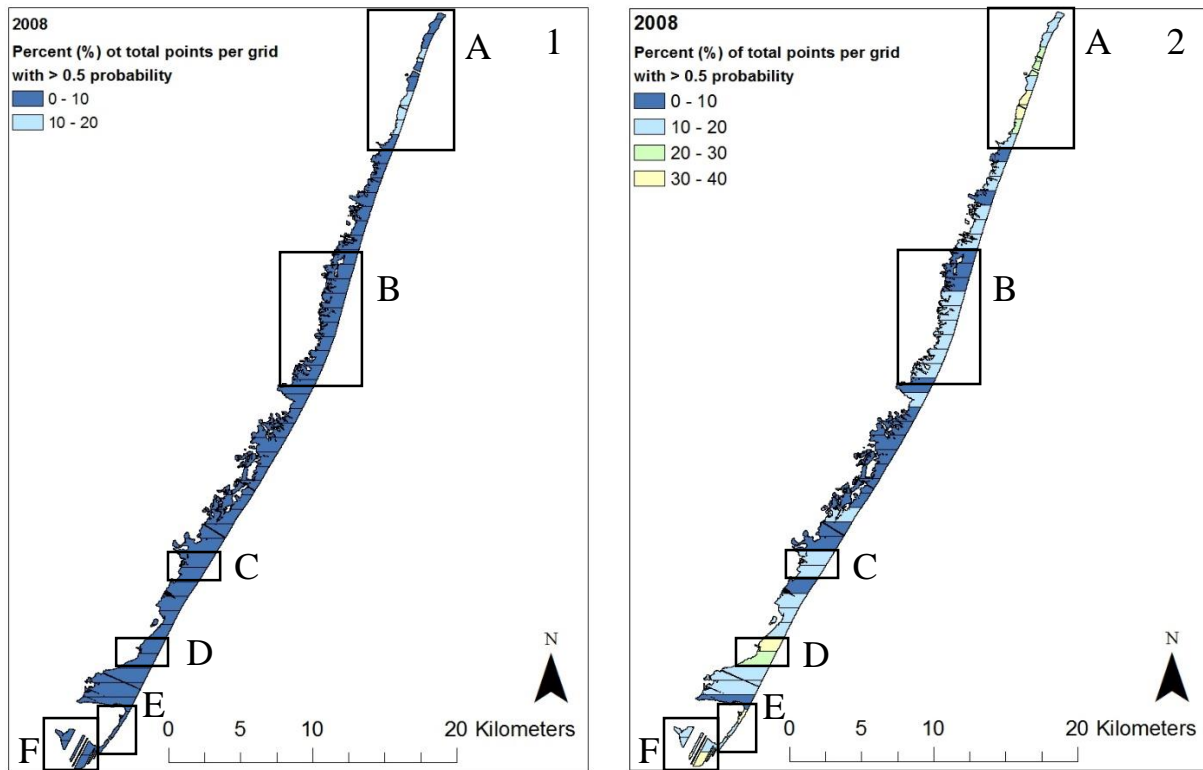 2008
Percent (%) ot total points per grid
with > 0.5 probability
0 - 10
10 - 20
A
1
B
C
D
E
F
N
0 5 10 20 Kilometers
2008
Percent (%) of total points per grid
with > 0.5 probability
0 - 10
10 - 20
20 - 30
30 - 40
A
2
B
C
D
E
F
N
0 5 10 20 Kilometers